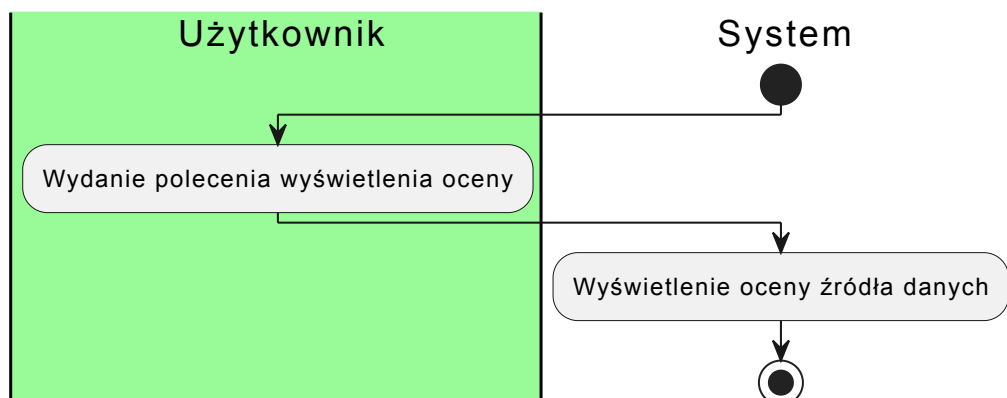 Użytkownik
System
Wydanie polecenia wyświetlenia oceny
Wyświetlenie oceny źródła danych